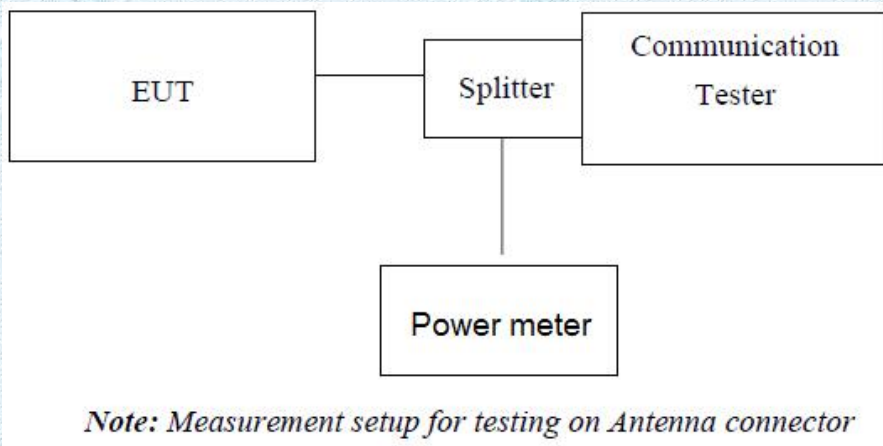 EUT
Splitter
Communication
Tester
Power meter
Note: Measurement setup for testing on Antenna connector